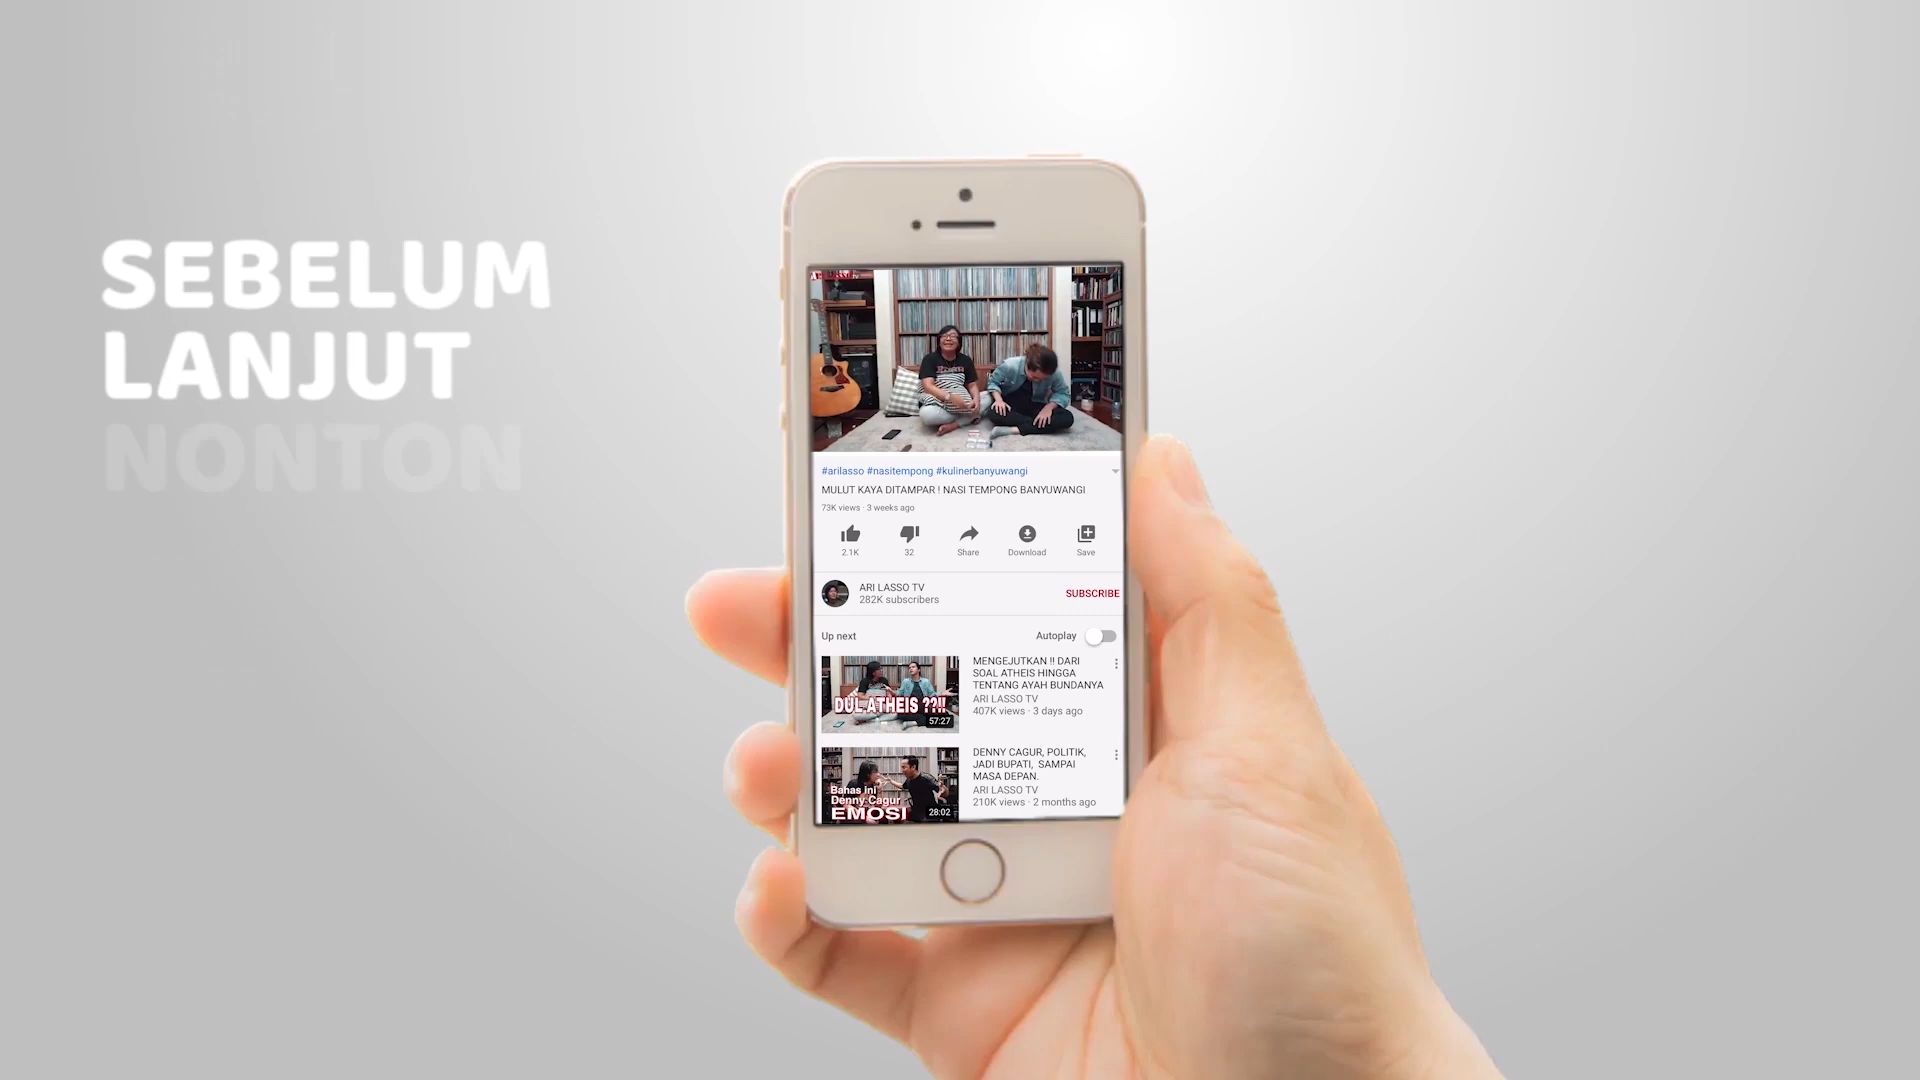 SEBELUM
LANJUT
NONTON
#arilasso #nasitempong #kulinerbanyuwangi
MULUT KAYA DITAMPAR ! NASI TEMPONG BANYUWANGI
73K views · 3 weeks ago
2.1K
32
Share
Download
Save
ARI LASSO TV
282K subscribers
SUBSCRIBE
Up next
Autoplay
DUL ATHEIS ??!!
57:27
MENGEJUTKAN !! DARI
SOAL ATHEIS HINGGA
TENTANG AYAH BUNDANYA
ARI LASSO TV
407K views · 3 days ago
Bahas ini
Denny Cagur
EMOSI
28:02
DENNY CAGUR, POLITIK,
JADI BUPATI, SAMPAI
MASA DEPAN.
ARI LASSO TV
210K views · 2 months ago